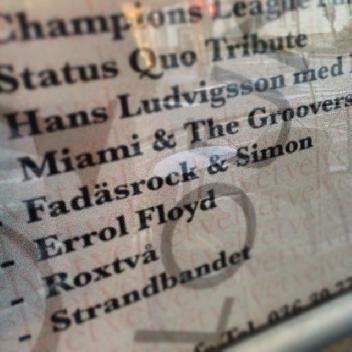 Champions League
Status Quo Tribute
Hans Ludvigsson med
Miami & The Groovers
- Fadäsrock & Simon
- Errol Floyd
- Roxtvå
- Strandbandet